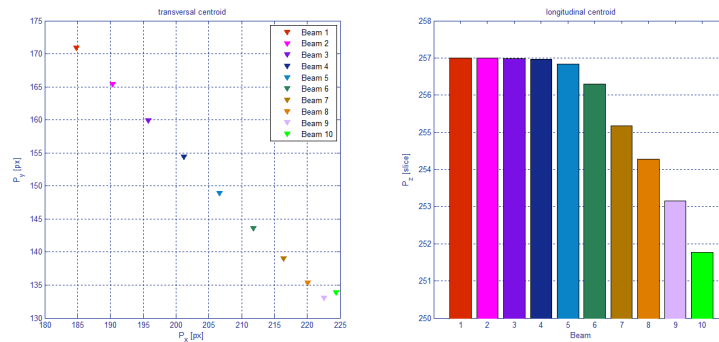 transversal centroid
175
170
165
160
155
150
145
140
135
130
P_y [px]
180 185 190 195 200 205 210 215 220 225
P_x [px]
Beam 1
Beam 2
Beam 3
Beam 4
Beam 5
Beam 6
Beam 7
Beam 8
Beam 9
Beam 10
longitudinal centroid
258
257
256
255
254
253
252
251
250
P_z [slice]
1 2 3 4 5 6 7 8 9 10
Beam